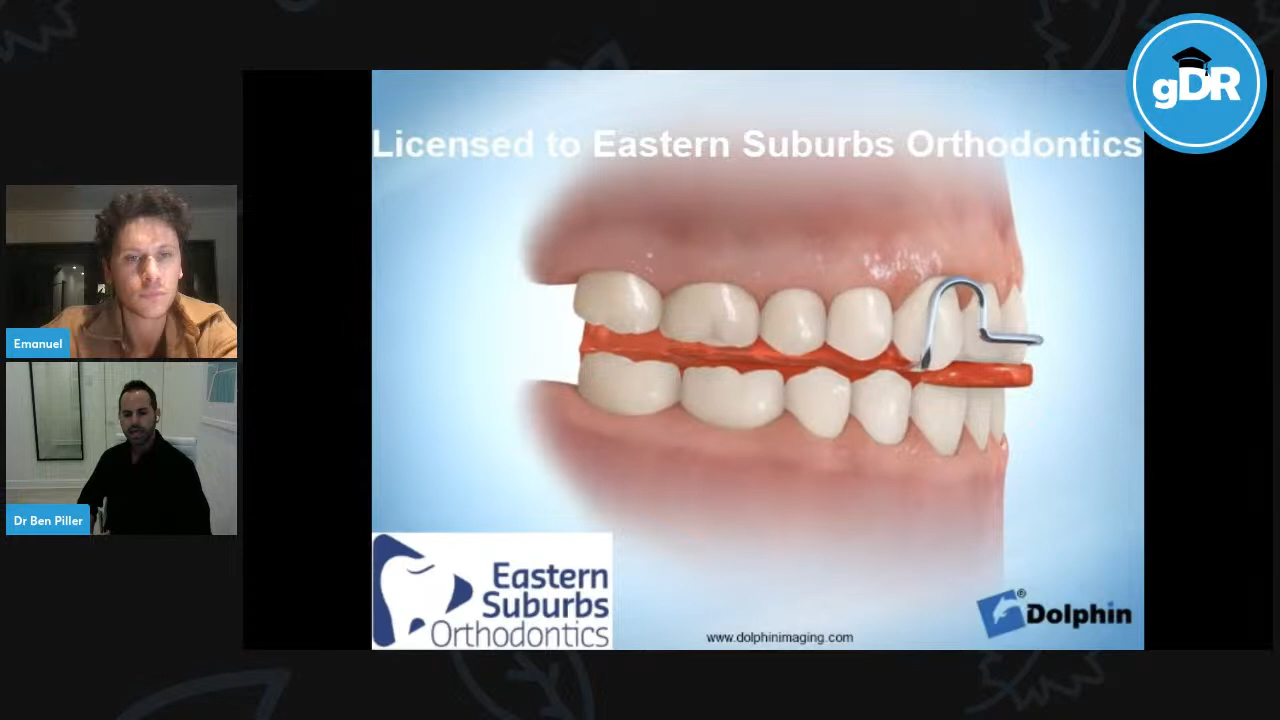 gDR
Licensed to Eastern Suburbs Orthodontics
Emanuel
Dr Ben Piller
Eastern
Suburbs
Orthodontics
www.dolphinimaging.com
Dolphin®